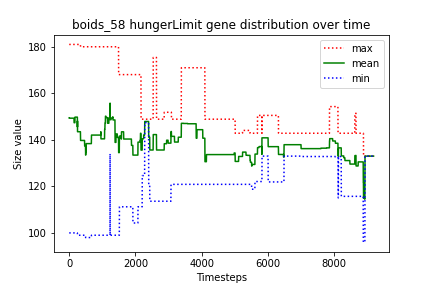 boids_58 hungerLimit gene distribution over time
max
mean
min
Size value
180
160
140
120
100
0
2000
4000
6000
8000
Timesteps